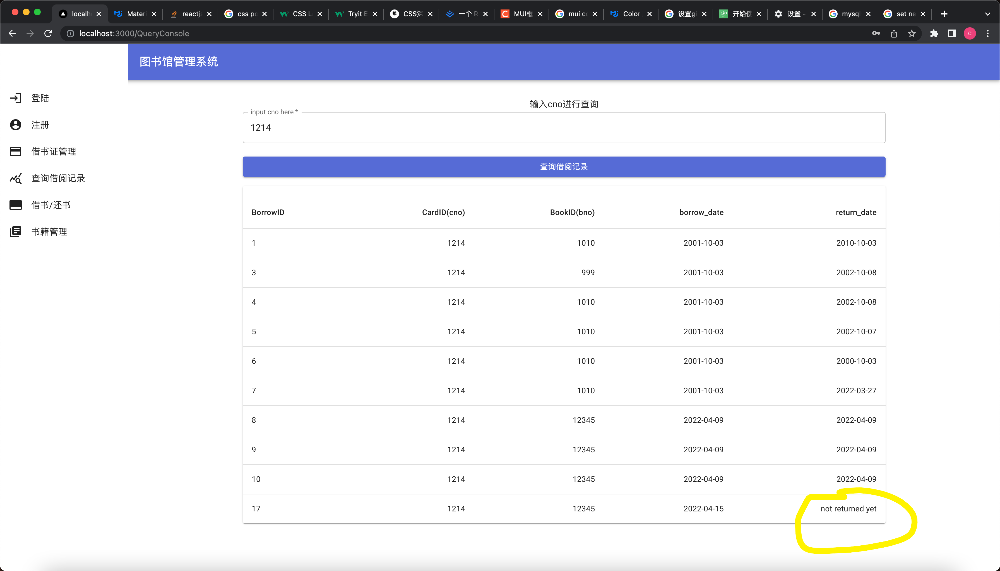 localh
Materi
reactjs
css po
CSS L
Tryit E
CSS深
一个 R
MUI框
mui co
Color
设置gi
开始使
设置 -
mysql
set ne
localhost:3000/QueryConsole
C
图书馆管理系统
登陆
注册
借书证管理
查询借阅记录
借书/还书
书籍管理
输入cno进行查询
input cno here *
1214
查询借阅记录
BorrowID CardID(cno) BookID(bno) borrow_date return_date
1 1214 1010 2001-10-03 2010-10-03
3 1214 999 2001-10-03 2002-10-08
4 1214 1010 2001-10-03 2002-10-08
5 1214 1010 2001-10-03 2002-10-07
6 1214 1010 2001-10-03 2000-10-03
7 1214 1010 2001-10-03 2022-03-27
8 1214 12345 2022-04-09 2022-04-09
9 1214 12345 2022-04-09 2022-04-09
10 1214 12345 2022-04-09 2022-04-09
17 1214 12345 2022-04-15 not returned yet